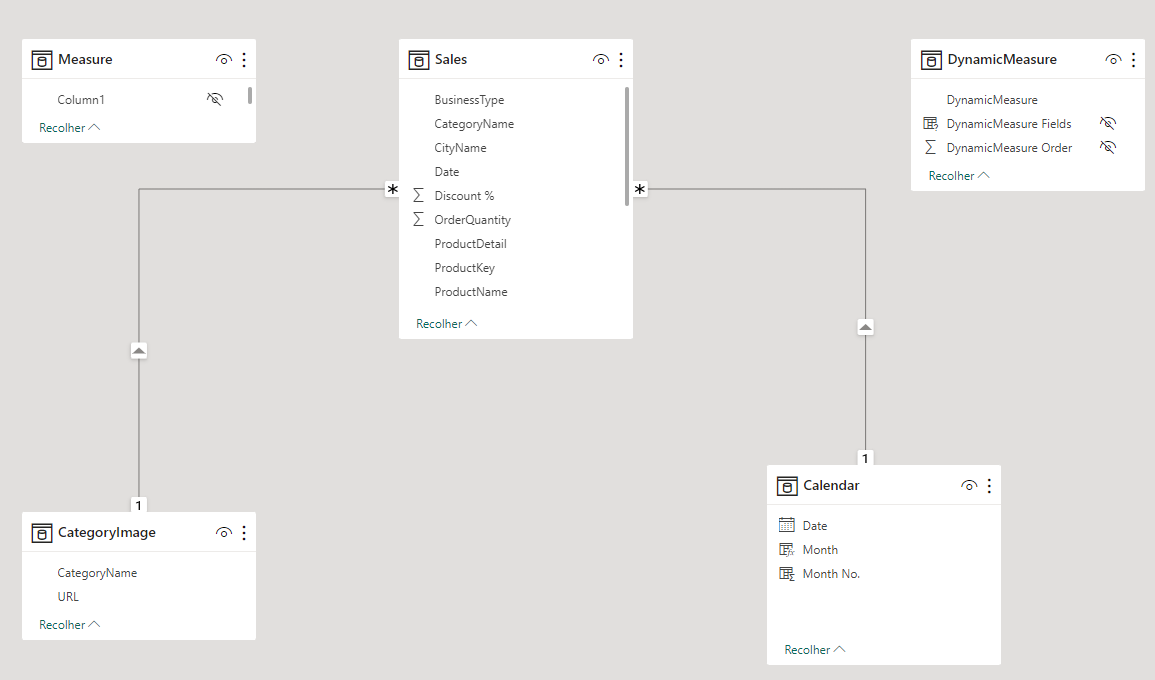 Measure
Column1
Recolher
Sales
BusinessType
CategoryName
CityName
Date
Discount %
OrderQuantity
ProductDetail
ProductKey
ProductName
Recolher
DynamicMeasure
DynamicMeasure
DynamicMeasure Fields
DynamicMeasure Order
Recolher
*
*
1
1
CategoryImage
CategoryName
URL
Recolher
Calendar
Date
Month
Month No.
Recolher